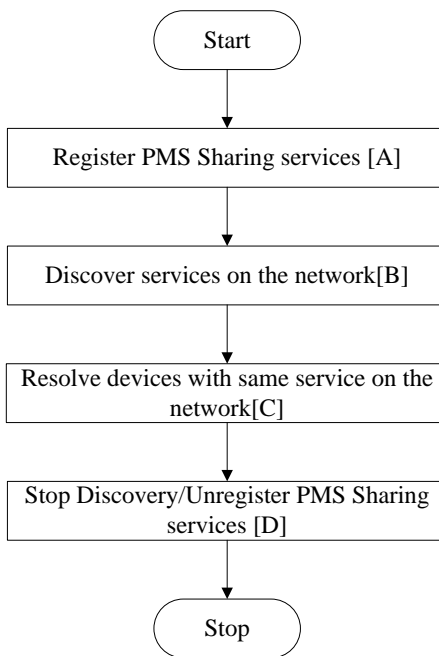 Start
Register PMS Sharing services [A]
Discover services on the network[B]
Resolve devices with same service on the
network[C]
Stop Discovery/Unregister PMS Sharing
services [D]
Stop